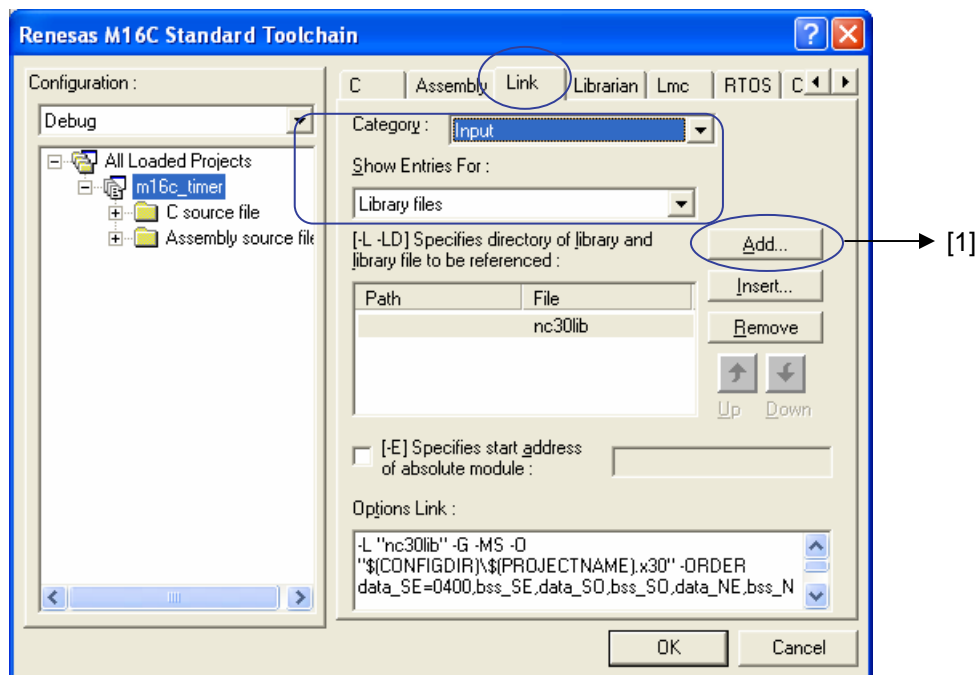 Renesas M16C Standard Toolchain
Configuration :
Debug
All Loaded Projects
m16c_timer
C source file
Assembly source file
C
Assembly
Link
Librarian
Lmc
RTOS
C
Category :
Input
Show Entries For :
Library files
[-L -LD] Specifies directory of library and
library file to be referenced :
Add...
[1]
Insert...
Remove
Up
Down
Path
File
nc30lib
[-E] Specifies start address
of absolute module :
Options Link :
-L "nc30lib" -G -MS -O
"$(CONFIGDIR)\$(PROJECTNAME).x30" -ORDER
data_SE=0400,bss_SE,data_SO,bss_SO,data_NE,bss_N
OK
Cancel